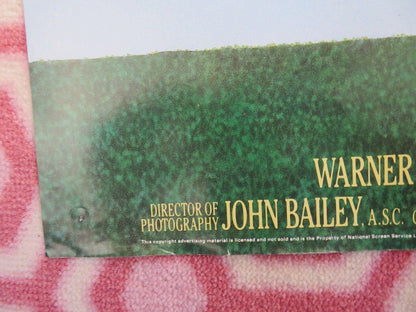 WARNER
DIRECTOR OF
PHOTOGRAPHY JOHN BAILEY, A.S.C.
This copyright advertising material is licensed and not sold and is the Property of National Screen Service